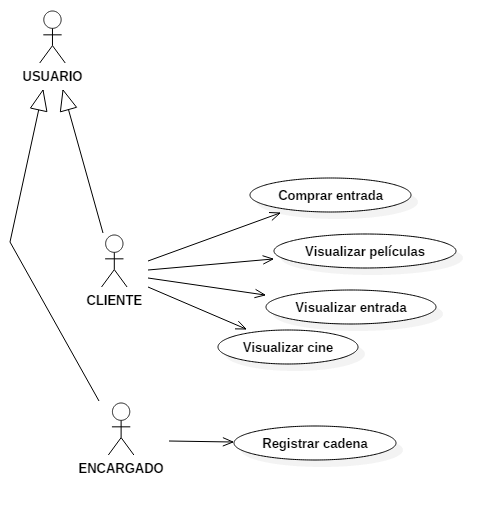 USUARIO
Comprar entrada
Visualizar películas
CLIENTE
Visualizar entrada
Visualizar cine
Registrar cadena
ENCARGADO